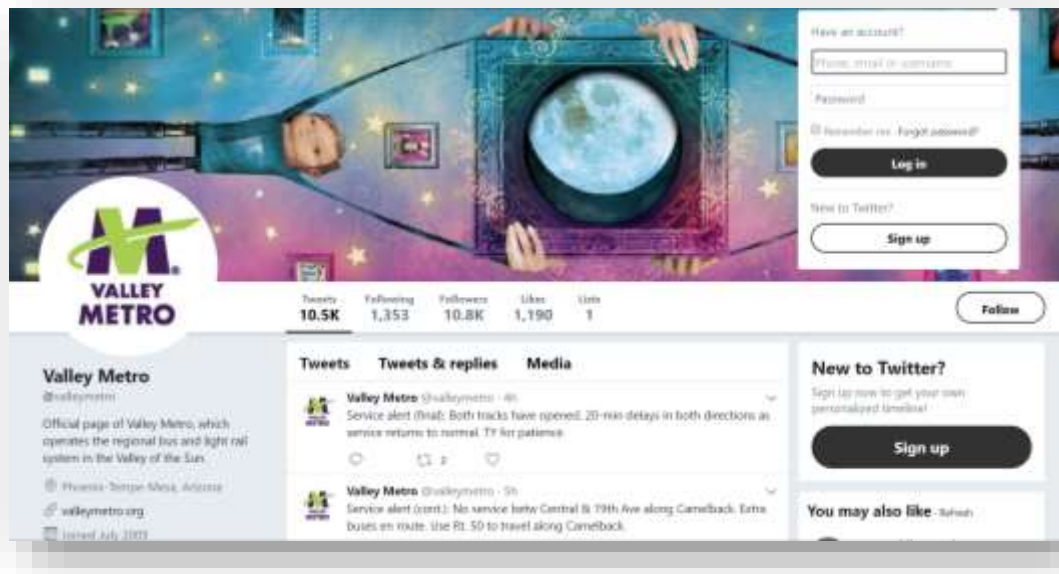 Have an account?
Phone, email or username
Password
Remember me · Forgot password?
Log in
New to Twitter?
Sign up
M
VALLEY
METRO
Tweets Following Followers Likes Lists
10.5K 1,353 10.8K 1,190 1
Follow
Valley Metro
@valleymetro
Official page of Valley Metro, which
operates the regional bus and light rail
system in the Valley of the Sun.
Phoenix-Tempe-Mesa, Arizona
valleymetro.org
Joined July 2009
Tweets Tweets & replies Media
Valley Metro @valleymetro · 4h
Service alert (final): Both tracks have opened. 20-min delays in both directions as
service returns to normal. TY for patience.
2
Valley Metro @valleymetro · 5h
Service alert (cont.): No service betw Central & 19th Ave along Camelback. Extra
buses en route. Use Rt. 50 to travel along Camelback.
New to Twitter?
Sign up now to get your own
personalized timeline!
Sign up
You may also like · Refresh